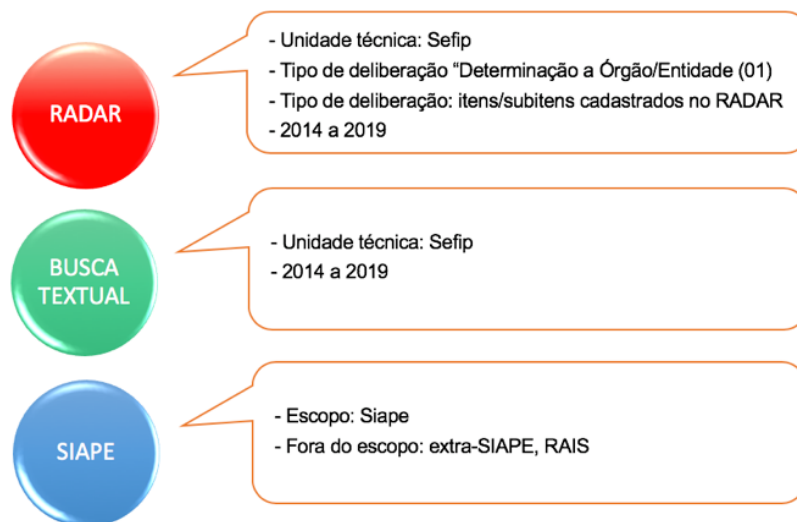 RADAR
- Unidade técnica: Sefip
- Tipo de deliberação “Determinação a Órgão/Entidade (01)
- Tipo de deliberação: itens/subitens cadastrados no RADAR
- 2014 a 2019
BUSCA
TEXTUAL
- Unidade técnica: Sefip
- 2014 a 2019
SIAPE
- Escopo: Siape
- Fora do escopo: extra-SIAPE, RAIS